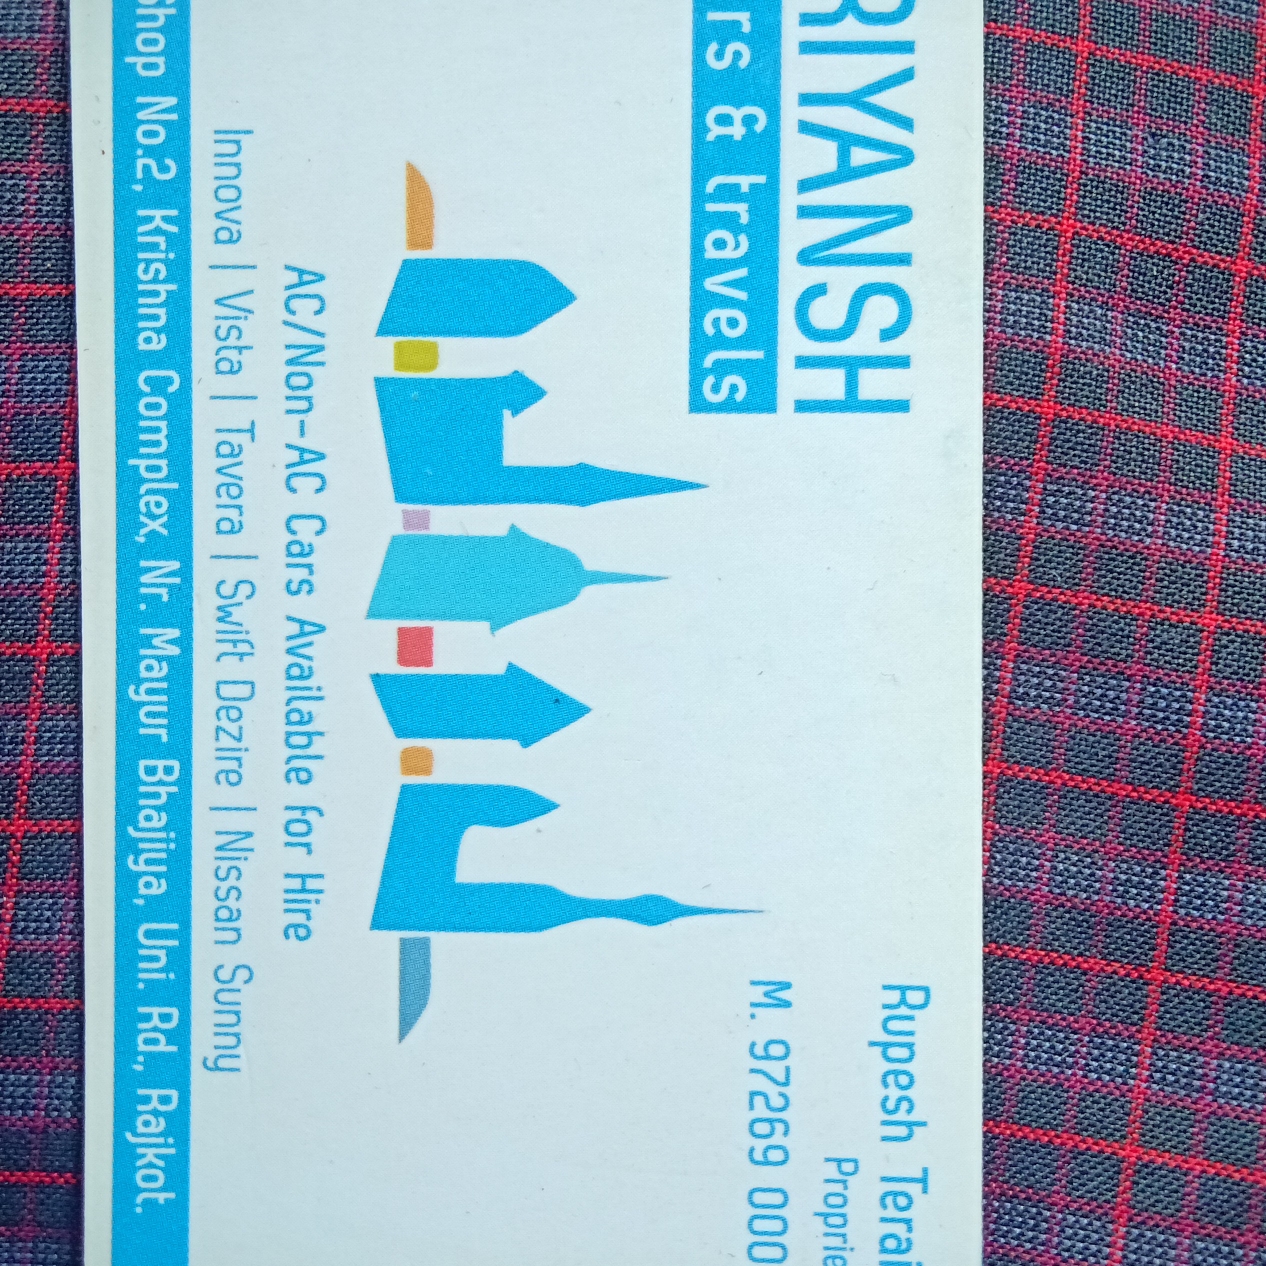 RIYANSH
rs & travels
Rupesh Terai
Proprie
M. 97269 000
AC/Non-AC Cars Available for Hire
Innova | Vista | Tavera | Swift Dezire | Nissan Sunny
Shop No.2, Krishna Complex, Nr. Mayur Bhajiya, Uni. Rd., Rajkot.